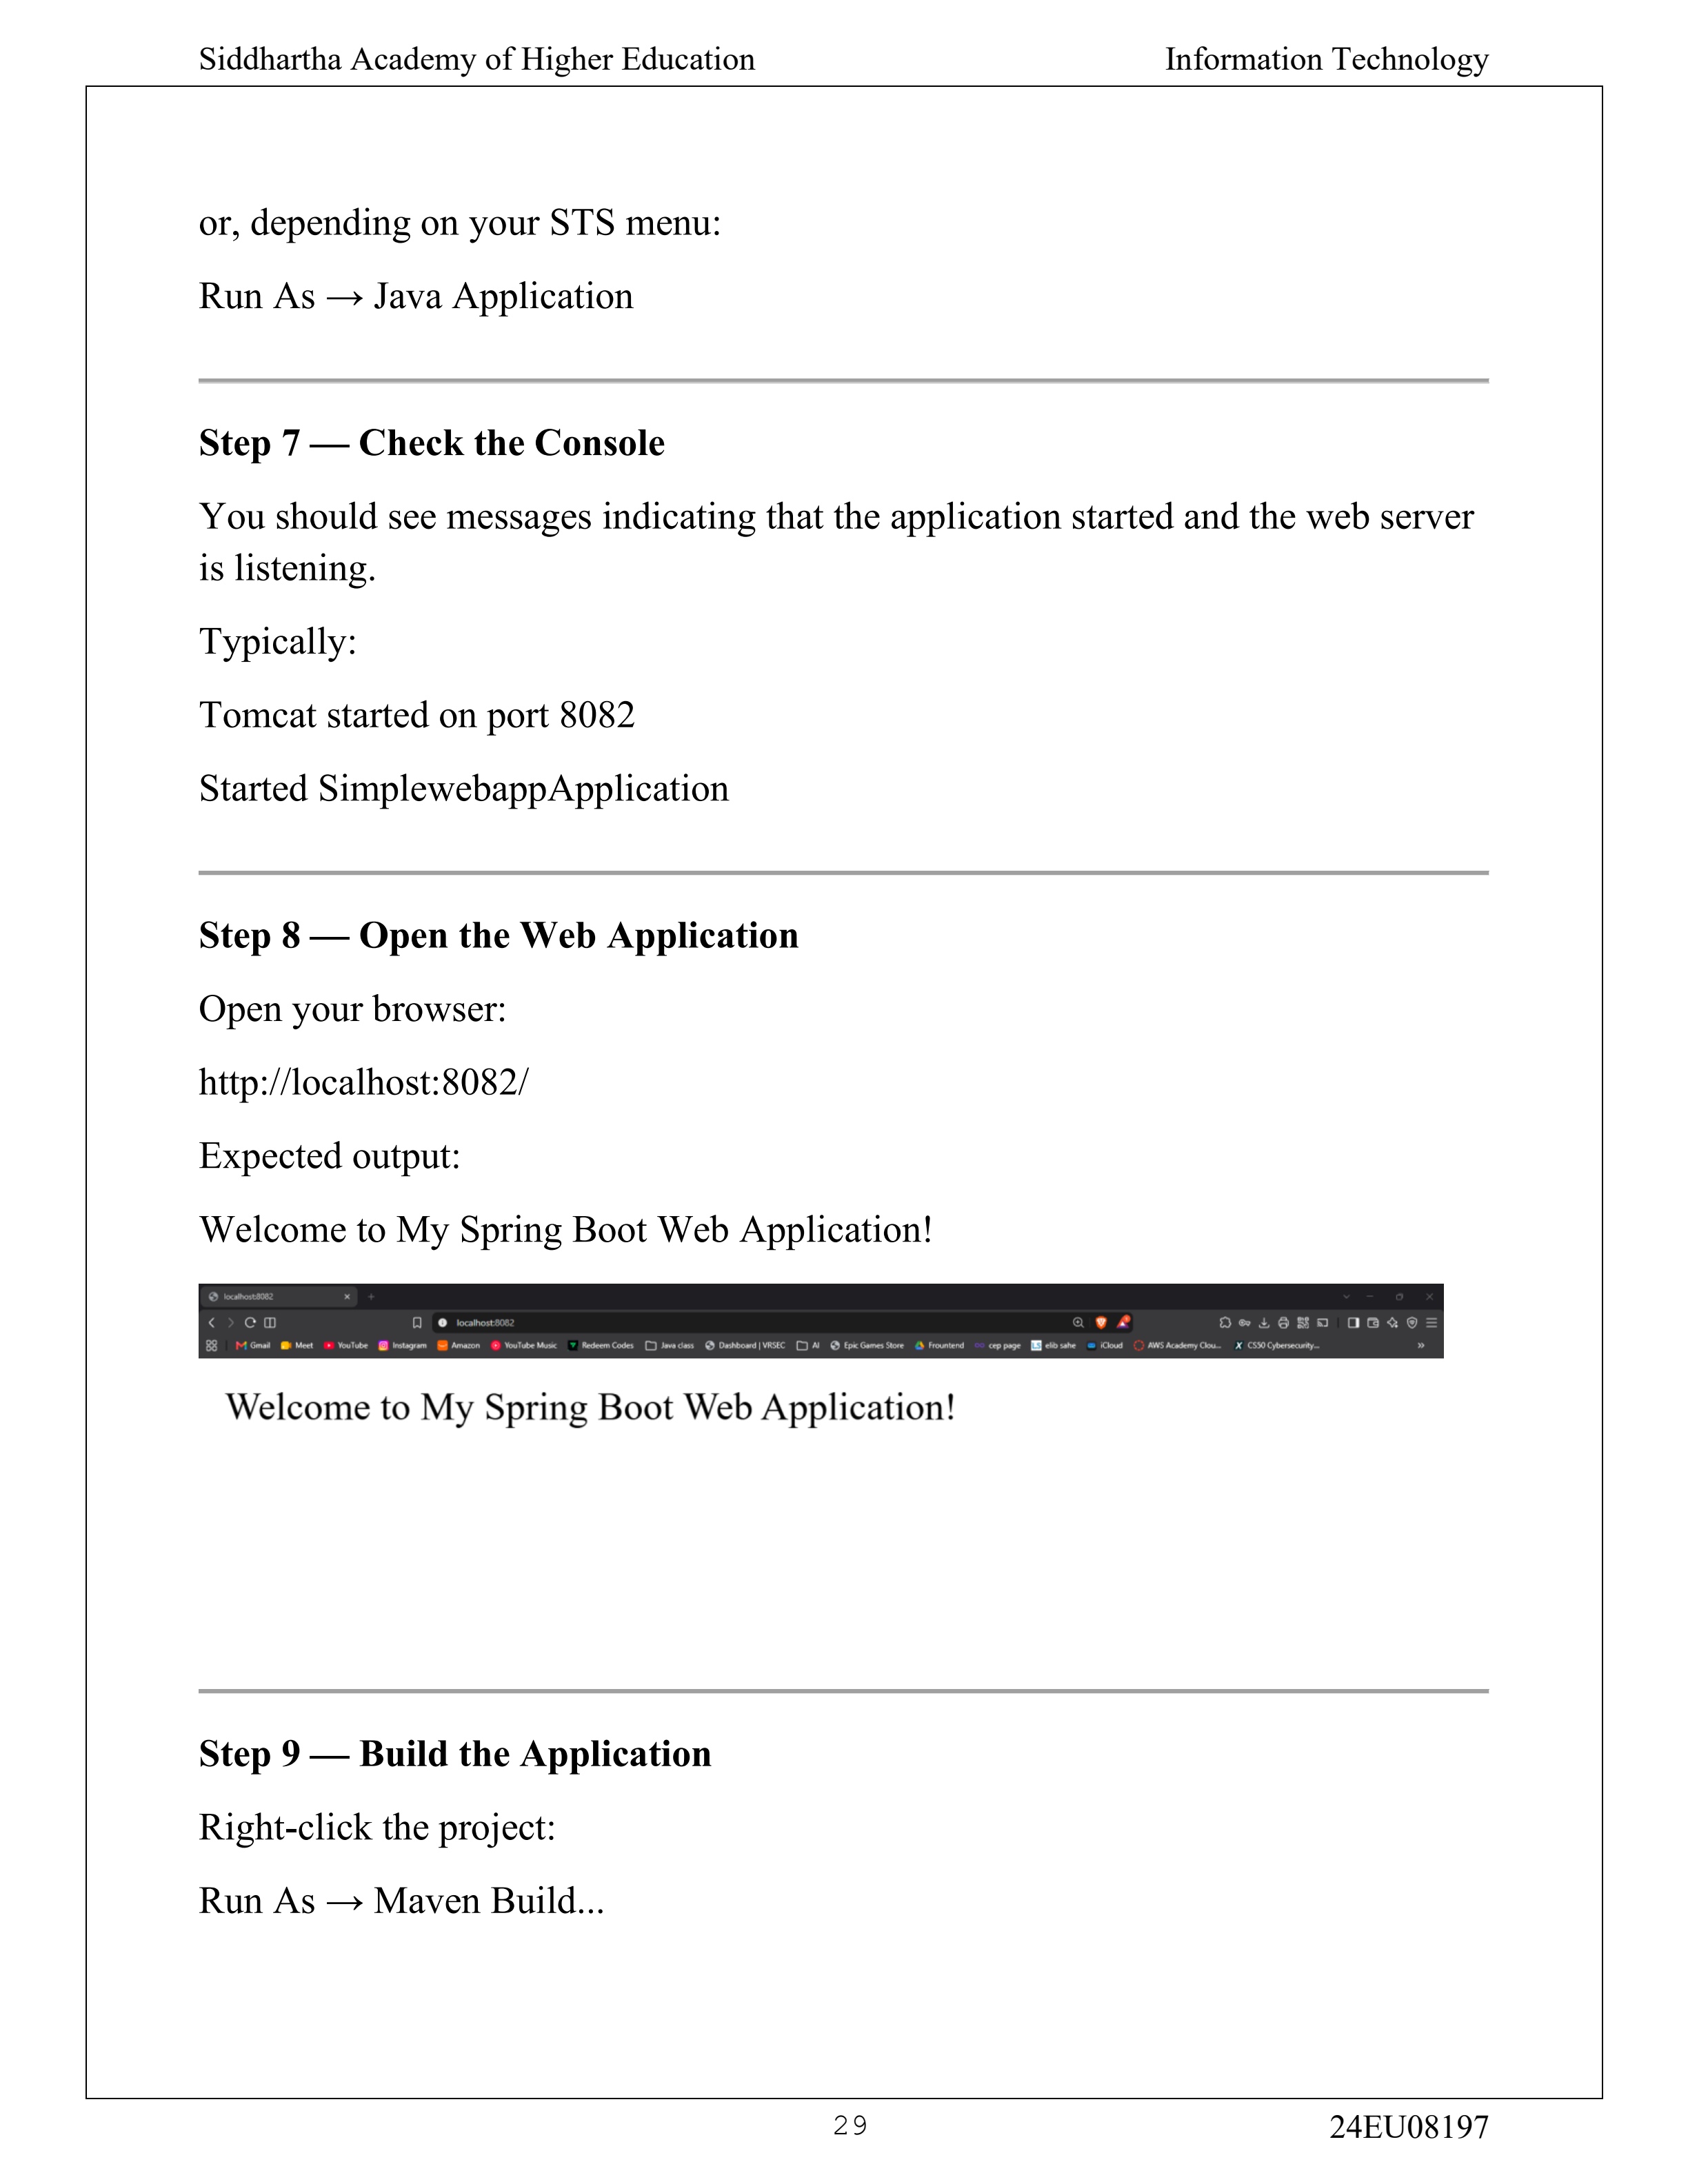 Siddhartha Academy of Higher Education Information Technology
or, depending on your STS menu:
Run As → Java Application
Step 7 — Check the Console
You should see messages indicating that the application started and the web server
is listening.
Typically:
Tomcat started on port 8082
Started SimplewebappApplication
Step 8 — Open the Web Application
Open your browser:
http://localhost:8082/
Expected output:
Welcome to My Spring Boot Web Application!
localhost:8082
localhost:8082
Gmail Meet YouTube Instagram Amazon YouTube Music Redeem Codes Java class Dashboard | VRSEC AI Epic Games Store Frountend cep page elib sahe iCloud AWS Academy Clou... CS50 Cybersecurity...
Welcome to My Spring Boot Web Application!
Step 9 — Build the Application
Right-click the project:
Run As → Maven Build...
29 24EU08197